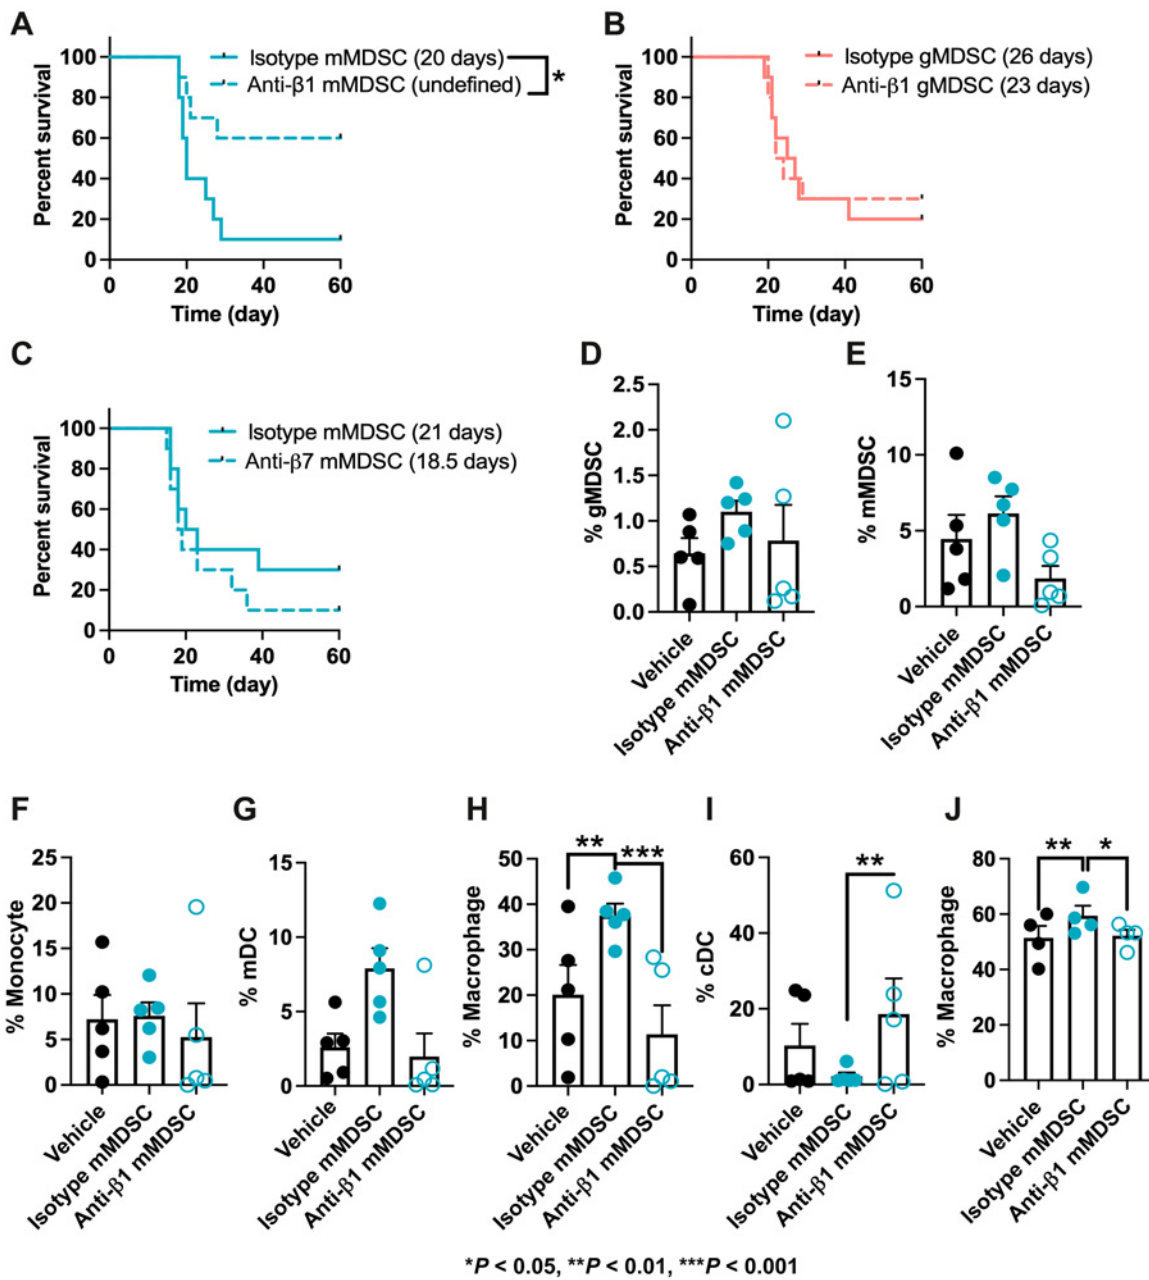 A
Isotype mMDSC (20 days)
Anti-β1 mMDSC (undefined)
*
100
80
60
40
20
0
Percent survival
0 20 40 60
Time (day)
B
Isotype gMDSC (26 days)
Anti-β1 gMDSC (23 days)
100
80
60
40
20
0
Percent survival
0 20 40 60
Time (day)
C
Isotype mMDSC (21 days)
Anti-β7 mMDSC (18.5 days)
100
80
60
40
20
0
Percent survival
0 20 40 60
Time (day)
D
2.5
2.0
1.5
1.0
0.5
0.0
% gMDSC
Vehicle
Isotype mMDSC
Anti-β1 mMDSC
E
15
10
5
0
% mMDSC
Vehicle
Isotype mMDSC
Anti-β1 mMDSC
F
25
20
15
10
5
0
% Monocyte
Vehicle
Isotype mMDSC
Anti-β1 mMDSC
G
15
10
5
0
% mDC
Vehicle
Isotype mMDSC
Anti-β1 mMDSC
H
** ***
50
40
30
20
10
0
% Macrophage
Vehicle
Isotype mMDSC
Anti-β1 mMDSC
I
**
60
40
20
0
% cDC
Vehicle
Isotype mMDSC
Anti-β1 mMDSC
J
** *
80
60
40
20
0
% Macrophage
Vehicle
Isotype mMDSC
Anti-β1 mMDSC
*P < 0.05, **P < 0.01, ***P < 0.001